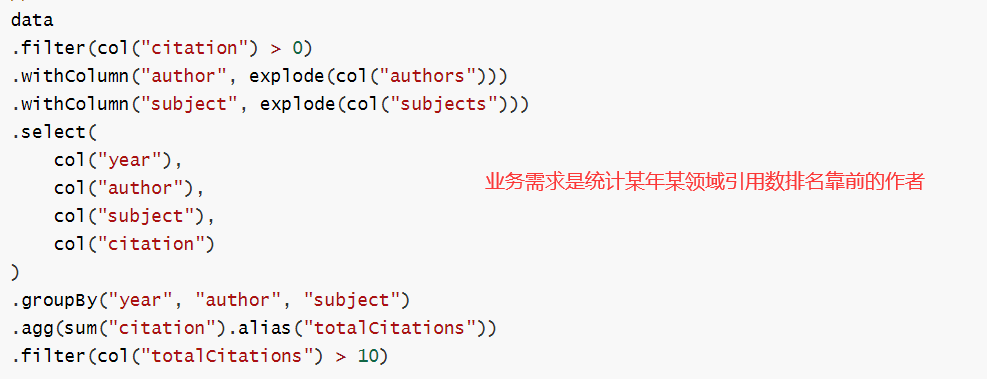 data
.filter(col("citation") > 0)
.withColumn("author", explode(col("authors")))
.withColumn("subject", explode(col("subjects")))
.select(
    col("year"),
    col("author"),
    col("subject"),
    col("citation")
)
.groupBy("year", "author", "subject")
.agg(sum("citation").alias("totalCitations"))
.filter(col("totalCitations") > 10)
业务需求是统计某年某领域引用数排名靠前的作者